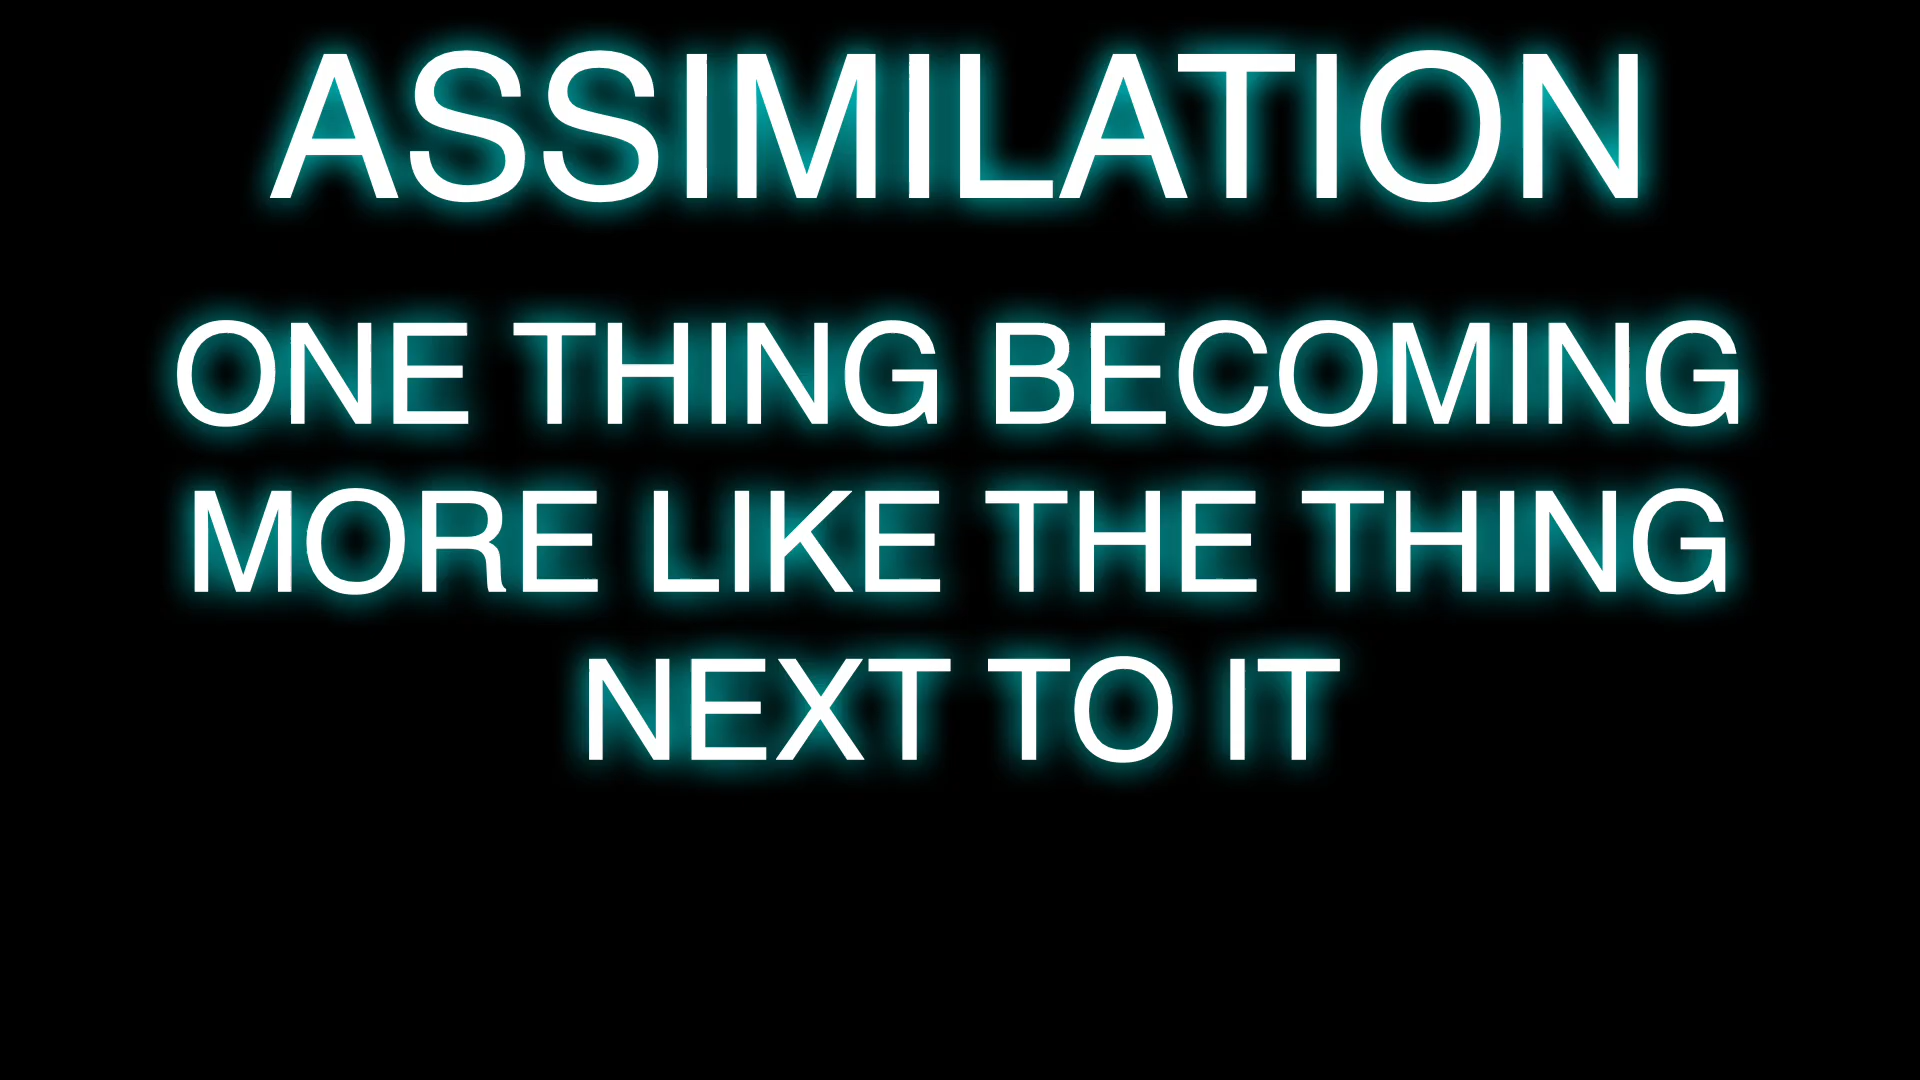 ASSIMILATION
ONE THING BECOMING
MORE LIKE THE THING
NEXT TO IT